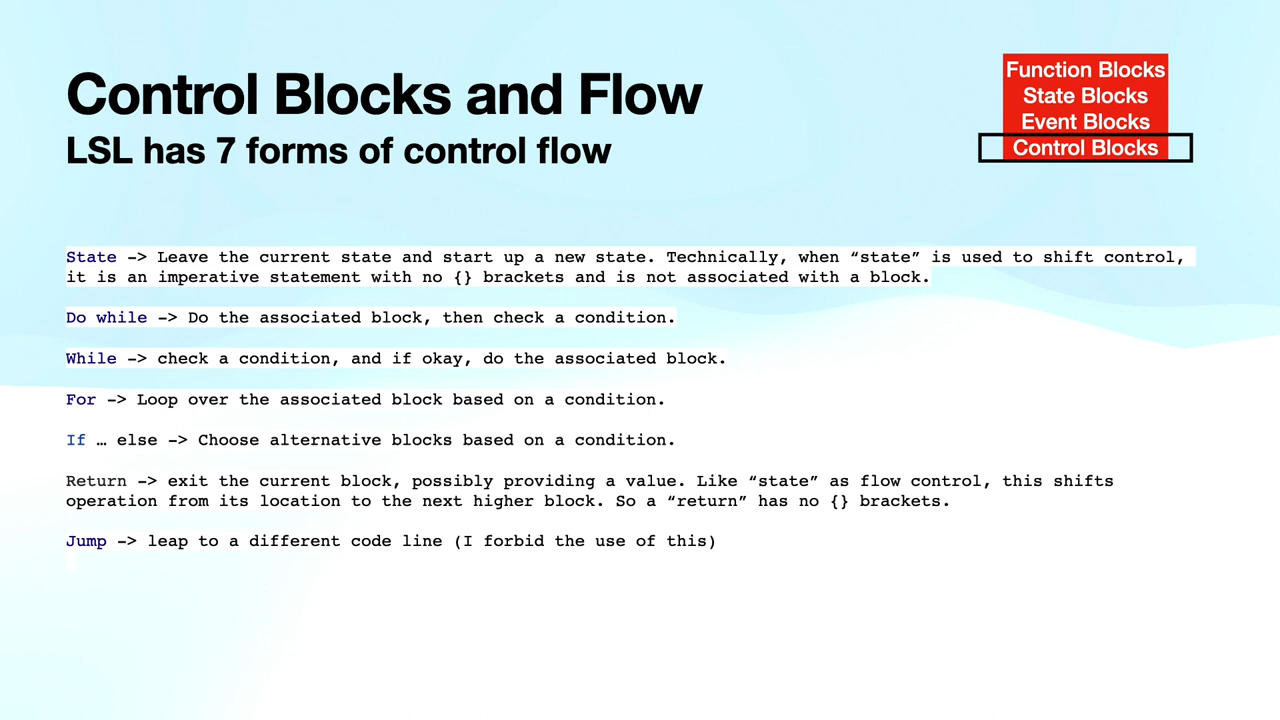 Control Blocks and Flow
LSL has 7 forms of control flow
Function Blocks
State Blocks
Event Blocks
Control Blocks
State -> Leave the current state and start up a new state. Technically, when “state” is used to shift control,
it is an imperative statement with no {} brackets and is not associated with a block.
Do while -> Do the associated block, then check a condition.
While -> check a condition, and if okay, do the associated block.
For -> Loop over the associated block based on a condition.
If … else -> Choose alternative blocks based on a condition.
Return -> exit the current block, possibly providing a value. Like “state” as flow control, this shifts
operation from its location to the next higher block. So a “return” has no {} brackets.
Jump -> leap to a different code line (I forbid the use of this)